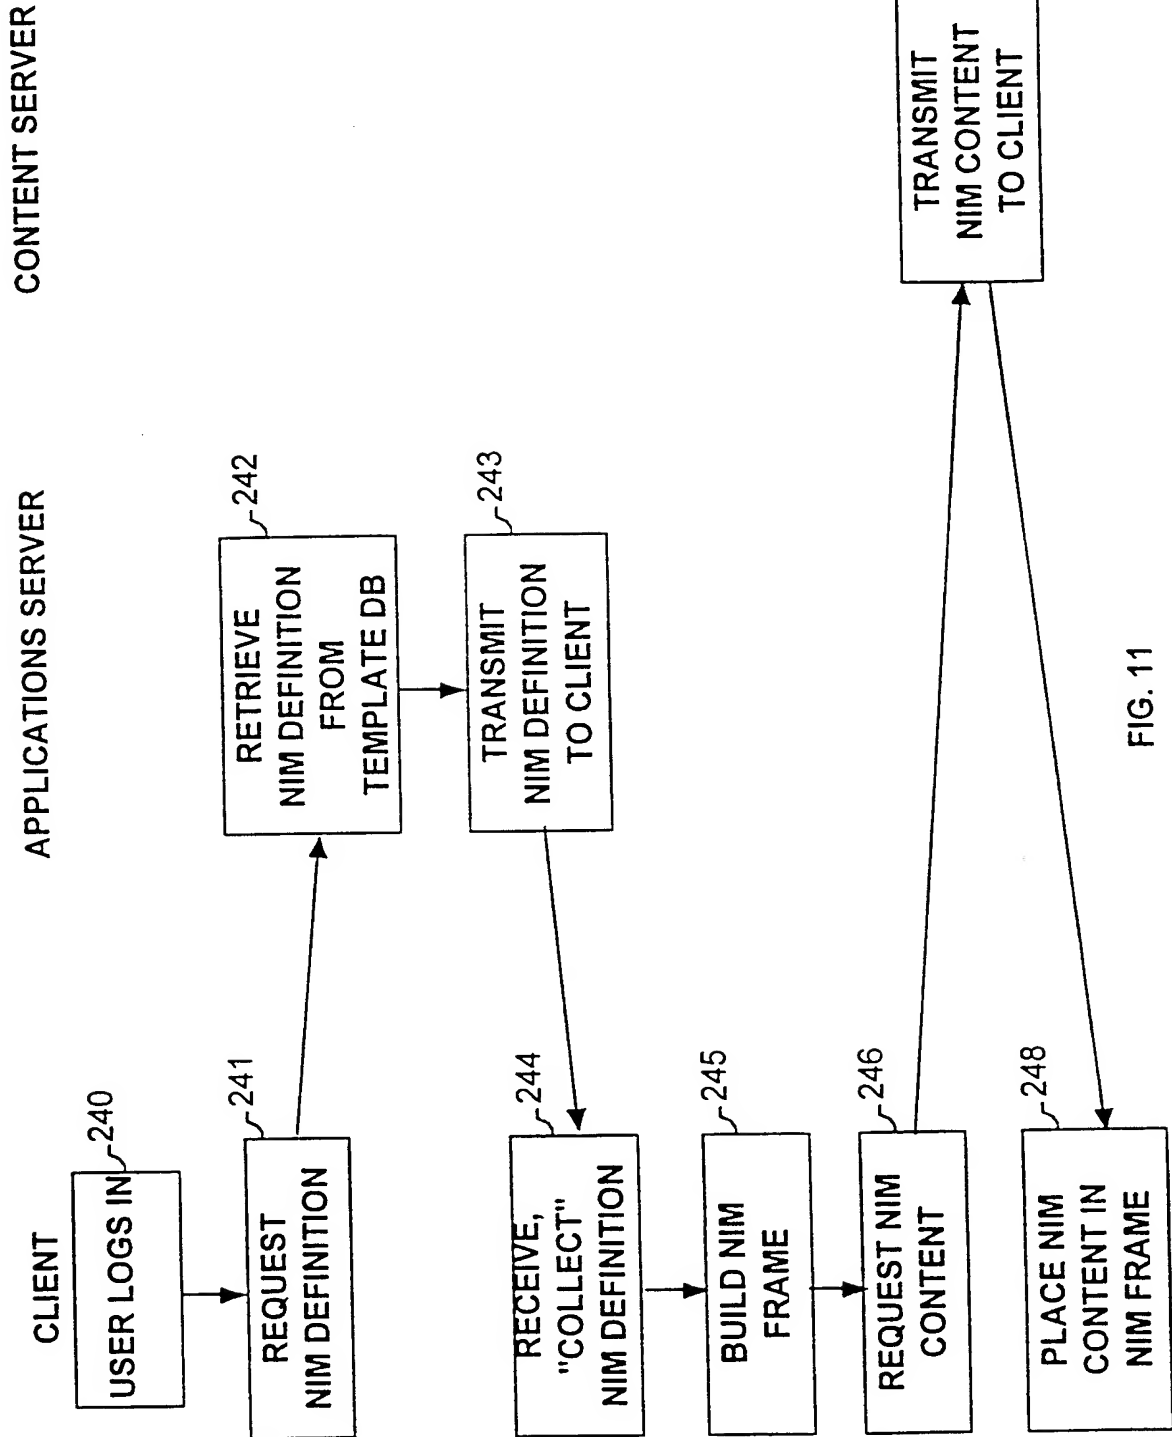 CLIENT
APPLICATIONS SERVER
CONTENT SERVER
USER LOGS IN
240
REQUEST
NIM DEFINITION
241
RETRIEVE
NIM DEFINITION
FROM
TEMPLATE DB
242
TRANSMIT
NIM DEFINITION
TO CLIENT
243
RECEIVE,
"COLLECT"
NIM DEFINITION
244
BUILD NIM
FRAME
245
REQUEST NIM
CONTENT
246
TRANSMIT
NIM CONTENT
TO CLIENT
PLACE NIM
CONTENT IN
NIM FRAME
248
FIG. 11